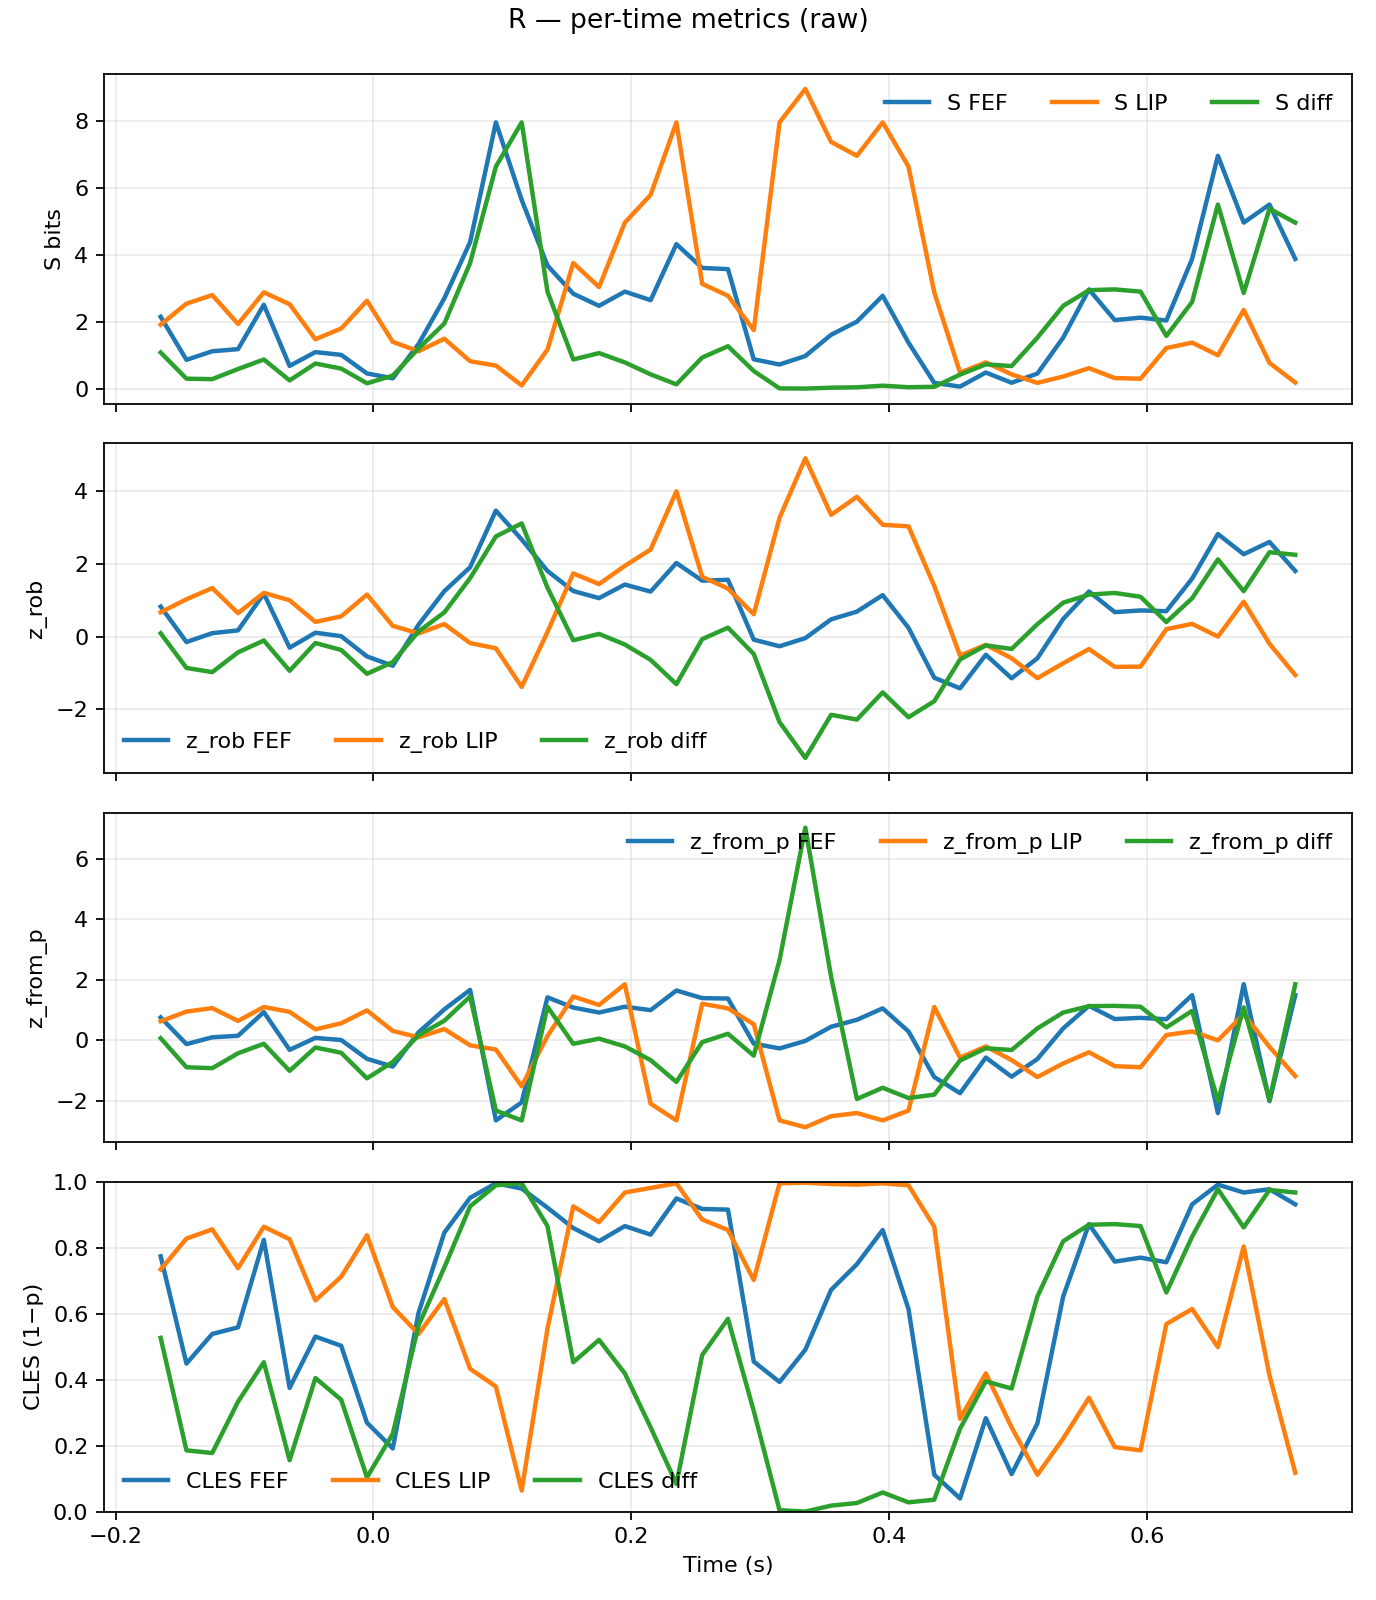 R — per-time metrics (raw)
S FEF S LIP S diff
8
6
4
2
0
S bits
4
2
0
−2
z_rob
z_rob FEF z_rob LIP z_rob diff
z_from_p FEF z_from_p LIP z_from_p diff
6
4
2
0
−2
z_from_p
1.0
0.8
0.6
0.4
0.2
0.0
CLES (1−p)
CLES FEF CLES LIP CLES diff
−0.2 0.0 0.2 0.4 0.6
Time (s)